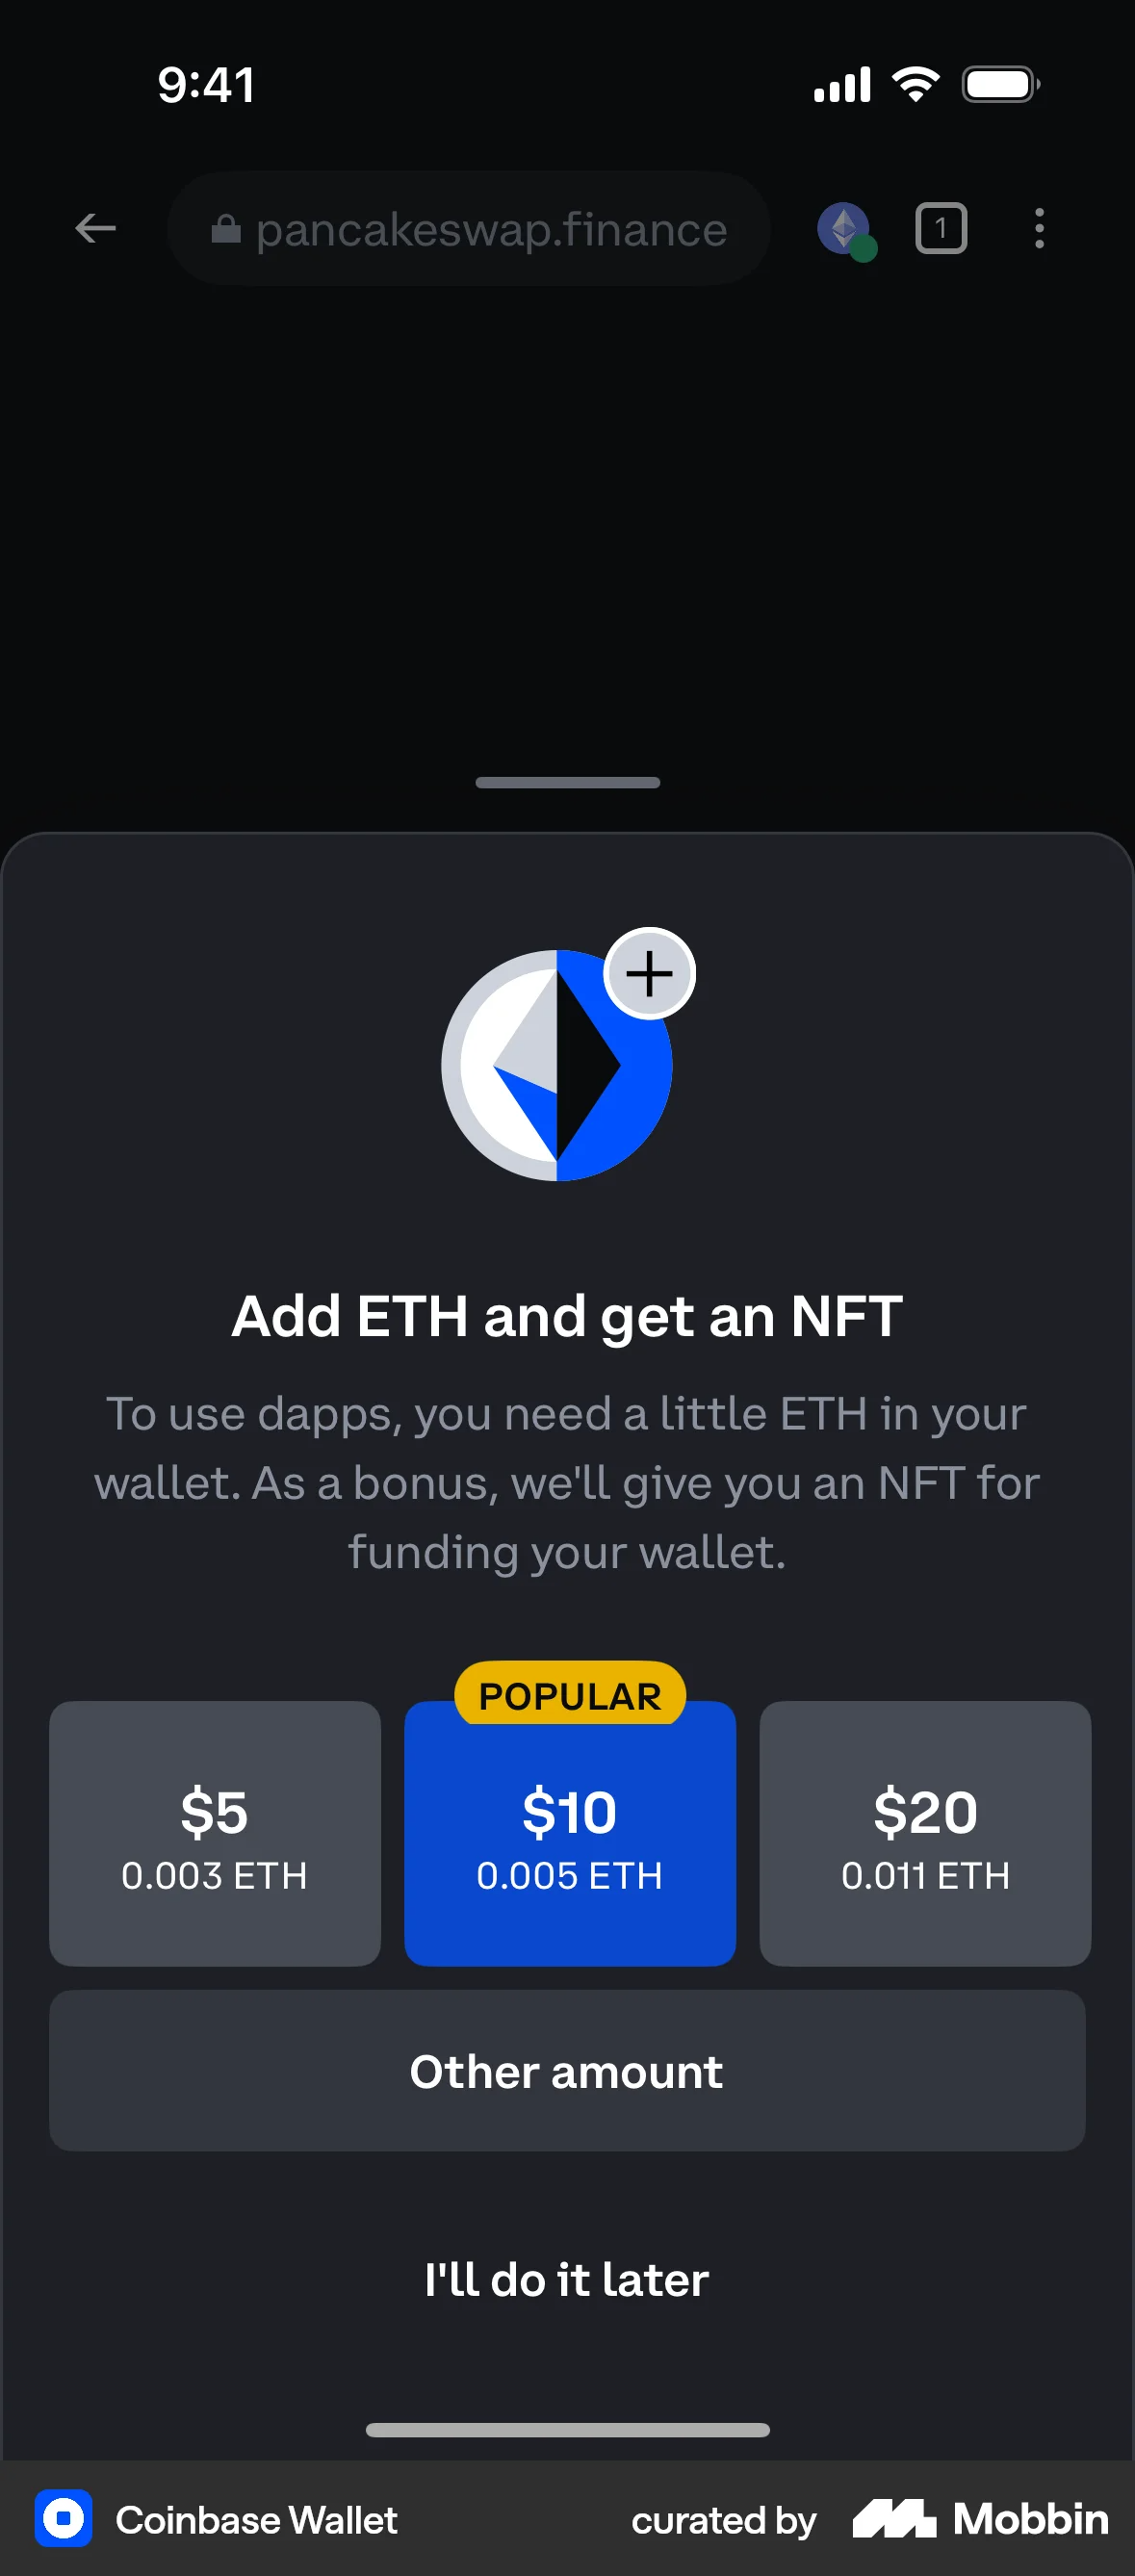 9:41
pancakeswap.finance
1
Add ETH and get an NFT
To use dapps, you need a little ETH in your
wallet. As a bonus, we'll give you an NFT for
funding your wallet.
POPULAR
$5
0.003 ETH
$10
0.005 ETH
$20
0.011 ETH
Other amount
I'll do it later
Coinbase Wallet
curated by Mobbin